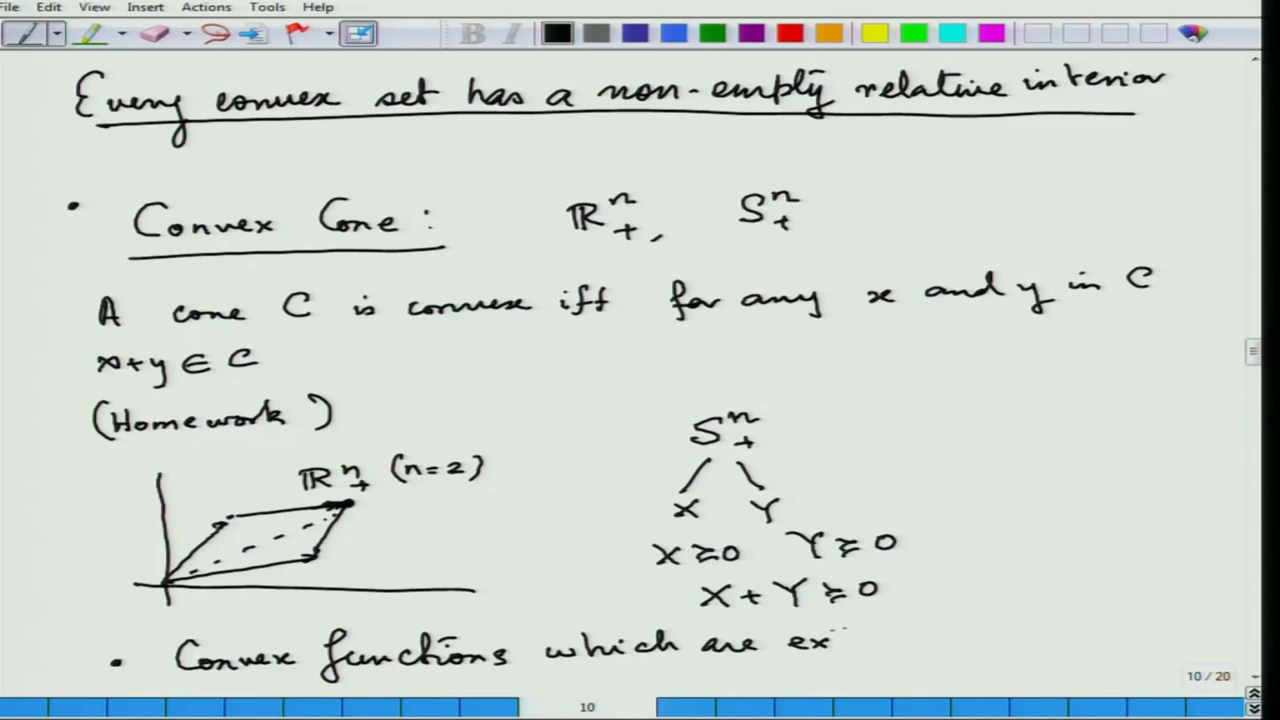 File Edit View Insert Actions Tools Help
Every convex set has a non-empty relative interior
• Convex Cone : ℝⁿ₊, Sⁿ₊
A cone C is convex iff for any x and y in C
x+y ∈ C
(Homework)
ℝⁿ₊ (n=2)
Sⁿ₊
X Y
X ≽ 0 Y ≽ 0
X + Y ≽ 0
• Convex functions which are ex
10 / 20
10